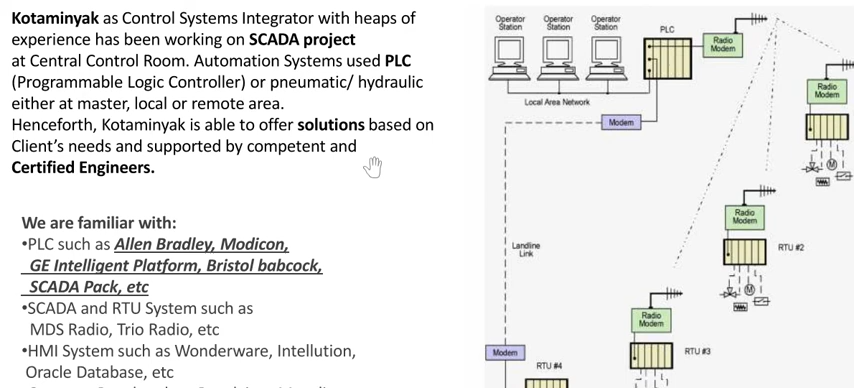 Kotaminyak as Control Systems Integrator with heaps of
experience has been working on SCADA project
at Central Control Room. Automation Systems used PLC
(Programmable Logic Controller) or pneumatic/ hydraulic
either at master, local or remote area.
Henceforth, Kotaminyak is able to offer solutions based on
Client's needs and supported by competent and
Certified Engineers.
We are familiar with:
•PLC such as Allen Bradley, Modicon,
GE Intelligent Platform, Bristol babcock,
SCADA Pack, etc
•SCADA and RTU System such as
MDS Radio, Trio Radio, etc
•HMI System such as Wonderware, Intellution,
Oracle Database, etc
Operator
Station
Operator
Station
Operator
Station
PLC
Radio
Modem
Local Area Network
Modem
Radio
Modem
M
Landline
Link
Radio
Modem
RTU #2
M
Radio
Modem
RTU #3
Modem
RTU #4